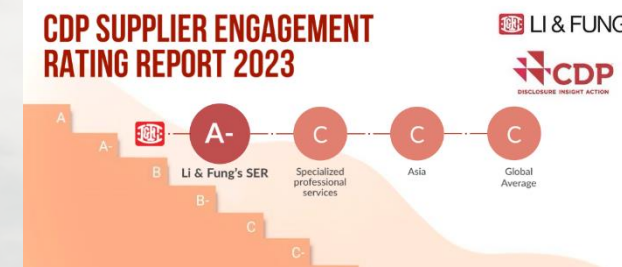 CDP SUPPLIER ENGAGEMENT
RATING REPORT 2023
LI & FUNG
CDP
DISCLOSURE INSIGHT ACTION
A
A-
B
B-
C
C-
A-
C
C
C
Li & Fung's SER
Specialized
professional
services
Asia
Global
Average